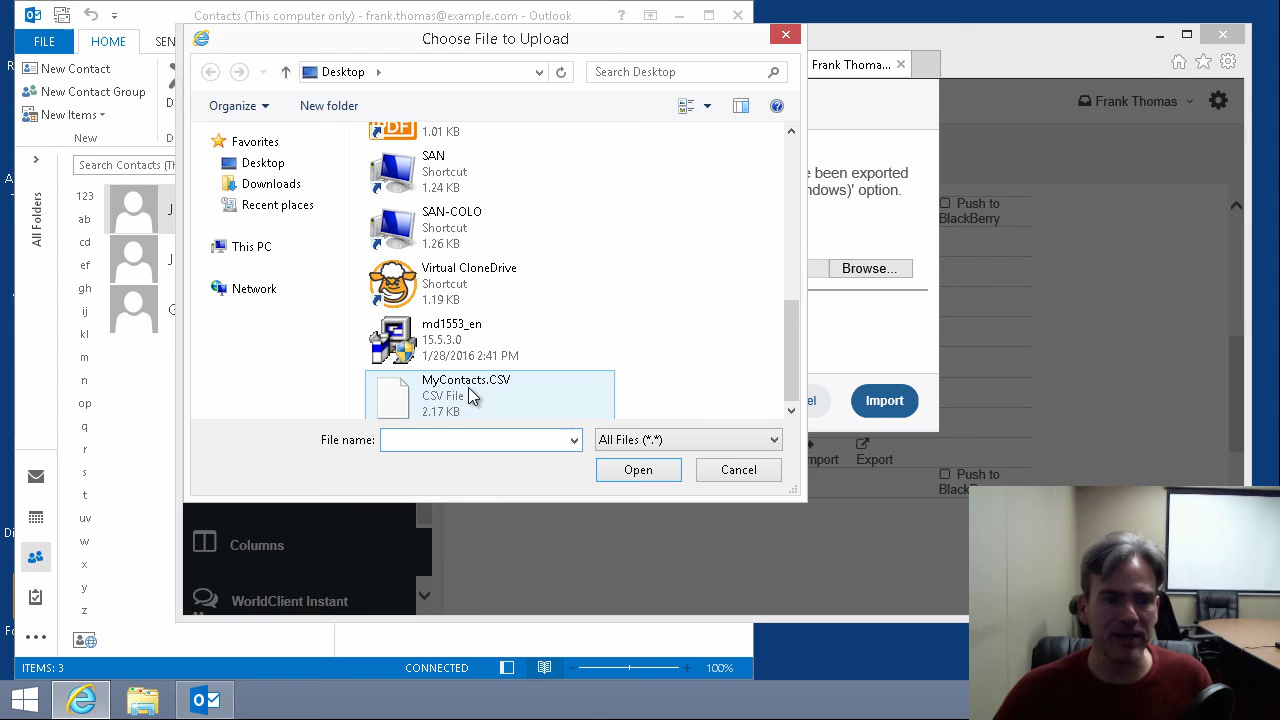 Contacts (This computer only) - frank.thomas@example.com - Outlook
FILE
HOME
SEN
New Contact
New Contact Group
New Items
New
D
D
Search Contacts (Th
All Folders
123
ab
cd
ef
gh
ij
kl
m
n
op
q
r
s
t
uv
w
x
y
z
J
J
G
ITEMS: 3
CONNECTED
100%
Choose File to Upload
Desktop
Search Desktop
Organize
New folder
Favorites
Desktop
Downloads
Recent places
This PC
Network
PDF
1.01 KB
SAN
Shortcut
1.24 KB
SAN-COLO
Shortcut
1.26 KB
Virtual CloneDrive
Shortcut
1.19 KB
md1553_en
15.5.3.0
1/28/2016 2:41 PM
MyContacts.CSV
CSV File
2.17 KB
File name:
All Files (*.*)
Open
Cancel
Frank Thoma...
Frank Thomas
e been exported
ndows)' option.
Browse...
el
Import
Push to
BlackBerry
mport
Export
Push to
Columns
WorldClient Instant